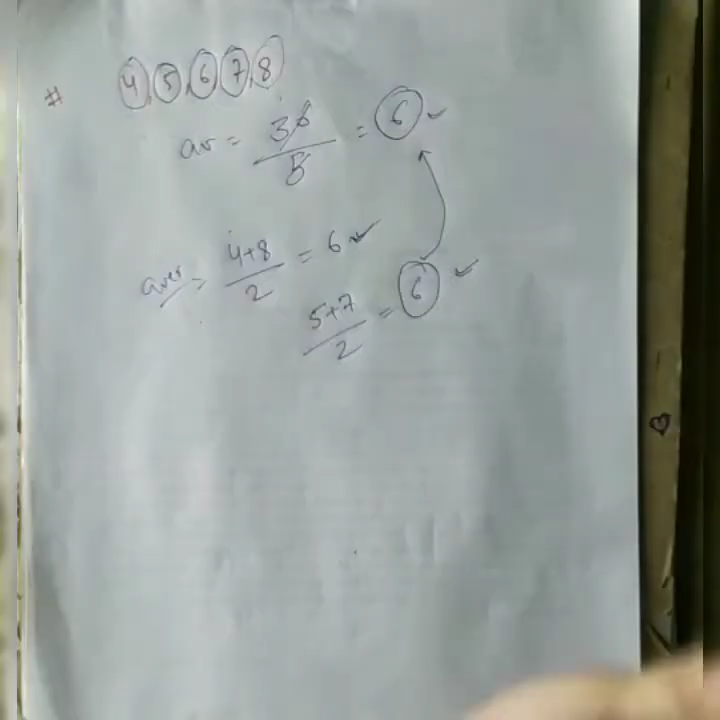 # 4, 5, 6, 7, 8
av = 30/5 = 6 ✓
aver = 4+8/2 = 6 ✓
5+7/2 = 6 ✓